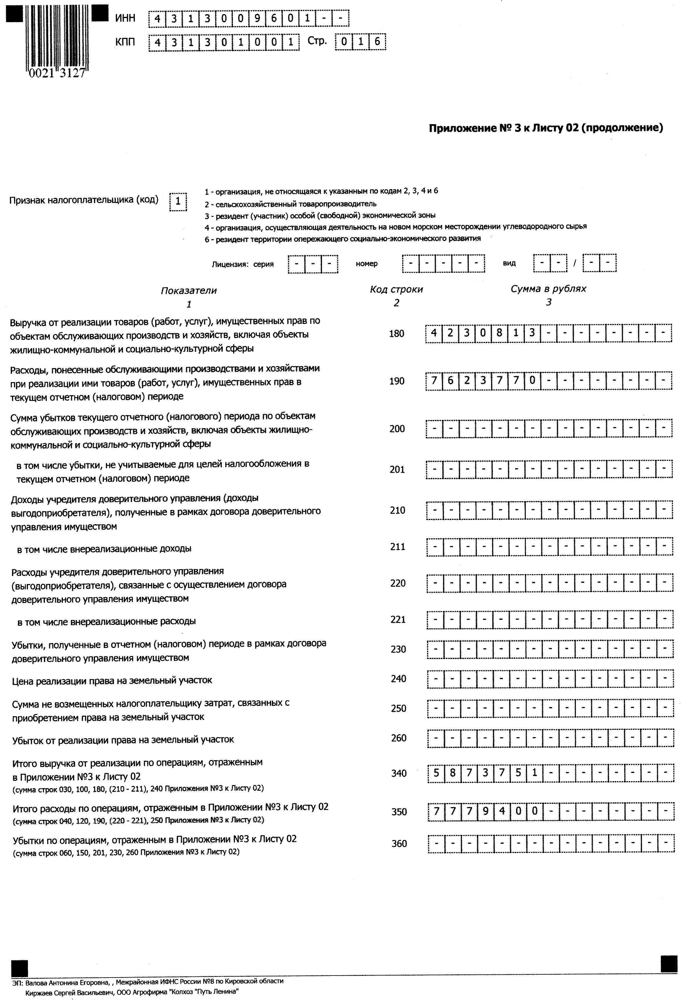 ИНН 4313009601--
КПП 431301001 Стр. 016
0021 3127
Приложение № 3 к Листу 02 (продолжение)
Признак налогоплательщика (код) 1
1 - организация, не относящаяся к указанным по кодам 2, 3, 4 и 6
2 - сельскохозяйственный товаропроизводитель
3 - резидент (участник) особой (свободной) экономической зоны
4 - организация, осуществляющая деятельность на новом морском месторождении углеводородного сырья
6 - резидент территории опережающего социально-экономического развития
Лицензия: серия --- номер ----- вид -- / --
Показатели Код строки Сумма в рублях
1 2 3
Выручка от реализации товаров (работ, услуг), имущественных прав по
объектам обслуживающих производств и хозяйств, включая объекты 180 4230813--------
жилищно-коммунальной и социально-культурной сферы
Расходы, понесенные обслуживающими производствами и хозяйствами
при реализации ими товаров (работ, услуг), имущественных прав в 190 7623770--------
текущем отчетном (налоговом) периоде
Сумма убытков текущего отчетного (налогового) периода по объектам
обслуживающих производств и хозяйств, включая объекты жилищно- 200 ---------------
коммунальной и социально-культурной сферы
в том числе убытки, не учитываемые для целей налогообложения в 201 ---------------
текущем отчетном (налоговом) периоде
Доходы учредителя доверительного управления (доходы
выгодоприобретателя), полученные в рамках договора доверительного 210 ---------------
управления имуществом
в том числе внереализационные доходы 211 ---------------
Расходы учредителя доверительного управления
(выгодоприобретателя), связанные с осуществлением договора 220 ---------------
доверительного управления имуществом
в том числе внереализационные расходы 221 ---------------
Убытки, полученные в отчетном (налоговом) периоде в рамках договора 230 ---------------
доверительного управления имуществом
Цена реализации права на земельный участок 240 ---------------
Сумма не возмещенных налогоплательщику затрат, связанных с 250 ---------------
приобретением права на земельный участок
Убыток от реализации права на земельный участок 260 ---------------
Итого выручка от реализации по операциям, отраженным
в Приложении №3 к Листу 02 340 5873751--------
(сумма строк 030, 100, 180, (210 - 211), 240 Приложения №3 к Листу 02)
Итого расходы по операциям, отраженным в Приложении №3 к Листу 02 350 7779400--------
(сумма строк 040, 120, 190, (220 - 221), 250 Приложения №3 к Листу 02)
Убытки по операциям, отраженным в Приложении №3 к Листу 02 360 ---------------
(сумма строк 060, 150, 201, 230, 260 Приложения №3 к Листу 02)
ЭП: Валова Антонина Егоровна, , Межрайонная ИФНС России №8 по Кировской области
Киржаев Сергей Васильевич, ООО Агрофирма "Колхоз "Путь Ленина"